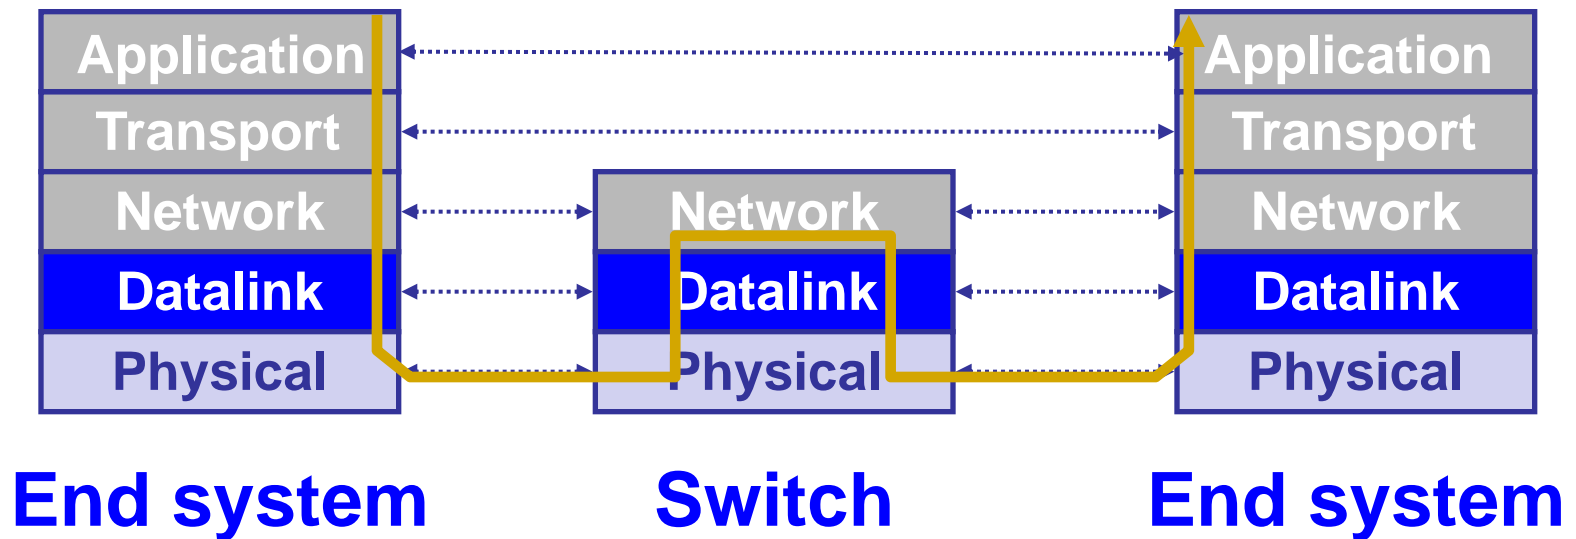 Application
Transport
Network
Datalink
Physical
End system
Network
Datalink
Physical
Switch
Application
Transport
Network
Datalink
Physical
End system